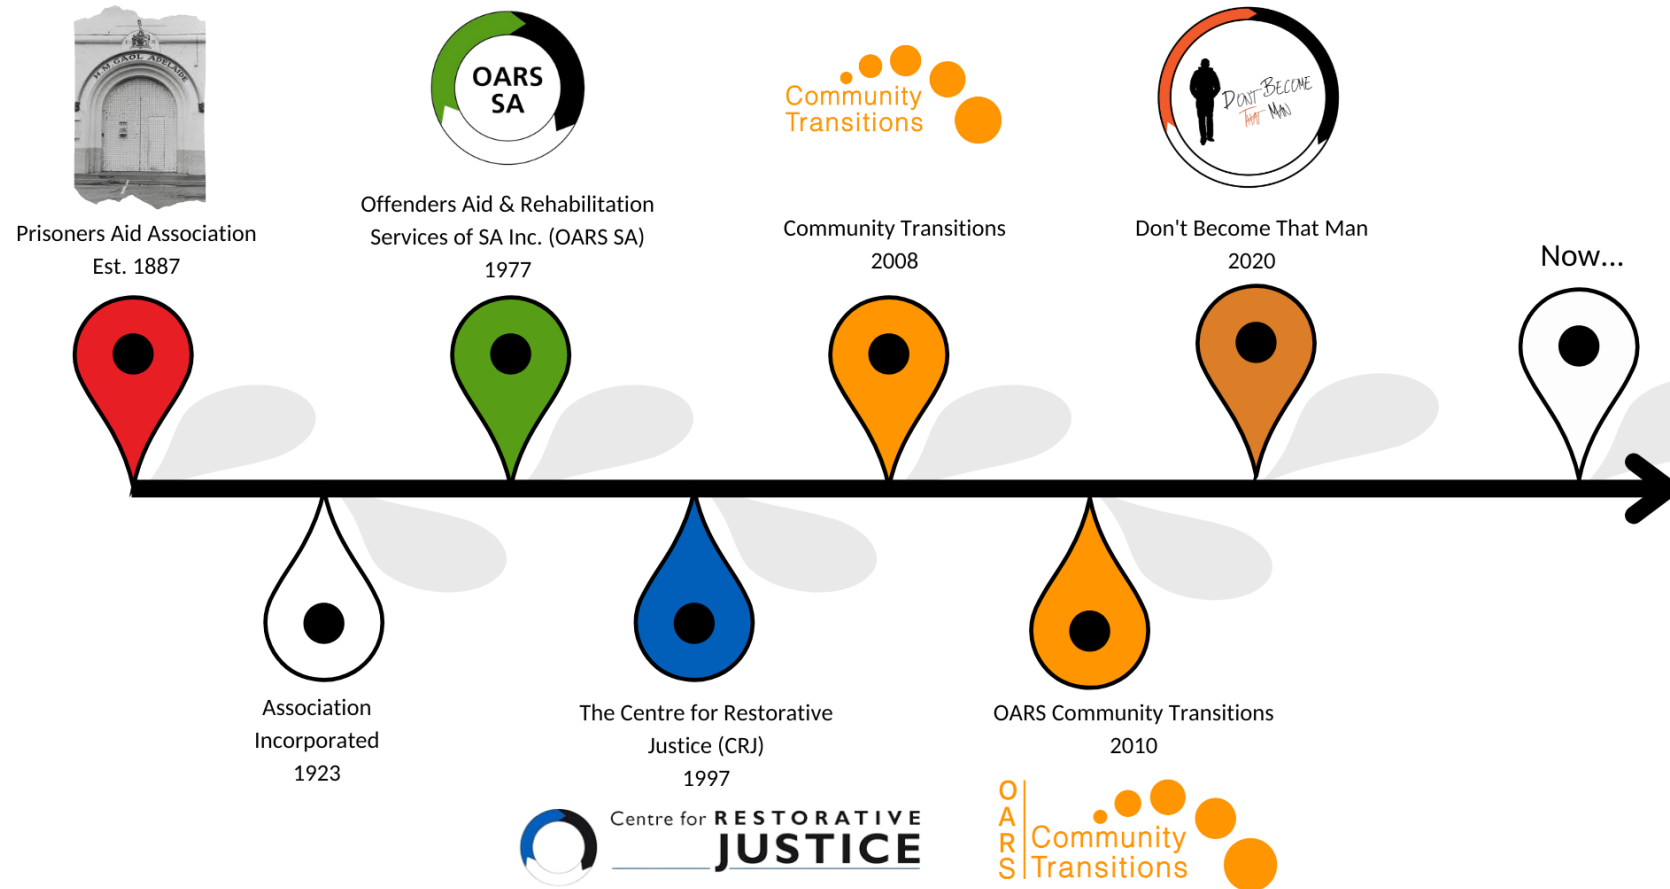 H.M. GAOL ADELAIDE
Prisoners Aid Association
Est. 1887
OARS
SA
Offenders Aid & Rehabilitation
Services of SA Inc. (OARS SA)
1977
Community
Transitions
Community Transitions
2008
DON'T BECOME
THAT MAN
Don't Become That Man
2020
Now...
Association
Incorporated
1923
The Centre for Restorative
Justice (CRJ)
1997
Centre for RESTORATIVE
JUSTICE
OARS Community Transitions
2010
OARS
Community
Transitions